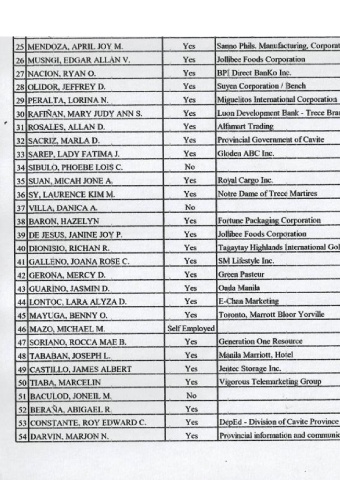 25 MENDOZA, APRIL JOY M. Yes Sanno Phils. Manufacturing, Corporat
26 MUSNGI, EDGAR ALLAN V. Yes Jollibee Foods Corporation
27 NACION, RYAN O. Yes BPI Direct BanKo Inc.
28 OLIDOR, JEFFREY D. Yes Suyen Corporation / Bench
29 PERALTA, LORINA N. Yes Miguelitos International Corporation
30 RAFIÑAN, MARY JUDY ANN S. Yes Luzon Development Bank - Trece Bran
31 ROSALES, ALLAN D. Yes Alfamart Trading
32 SACRIZ, MARLA D. Yes Provincial Government of Cavite
33 SAREP, LADY FATIMA J. Yes Gloden ABC Inc.
34 SIBULO, PHOEBE LOIS C. No
35 SUAN, MICAH JONE A. Yes Royal Cargo Inc.
36 SY, LAURENCE KIM M. Yes Notre Dame of Trece Martires
37 VILLA, DANICA A. No
38 BARON, HAZELYN Yes Fortune Packaging Corporation
39 DE JESUS, JANINE JOY P. Yes Jollibee Foods Corporation
40 DIONISIO, RICHAN R. Yes Tagaytay Highlands International Gol
41 GALLENO, JOANA ROSE C. Yes SM Lifestyle Inc.
42 GERONA, MERCY D. Yes Green Pasteur
43 GUARINO, JASMIN D. Yes Manila
44 LONTOC, LARA ALYZA D. Yes E-Chen Marketing
45 MAYUGA, BENNY O. Yes Toronto, Marrott Bloor Yorville
46 MAZO, MICHAEL M. Self Employed
47 SORIANO, ROCCA MAE B. Yes Generation One Resource
48 TABABAN, JOSEPH L. Yes Manila Marriott, Hotel
49 CASTILLO, JAMES ALBERT Yes Jentec Storage Inc.
50 TIABA, MARCELIN Yes Vigorous Telemarketing Group
51 BACULOD, JONEIL M. No
52 BERAÑA, ABIGAEL R. Yes
53 CONSTANTE, ROY EDWARD C. Yes DepEd - Division of Cavite Province
54 DARVIN, MARJON N. Yes Provincial information and communic